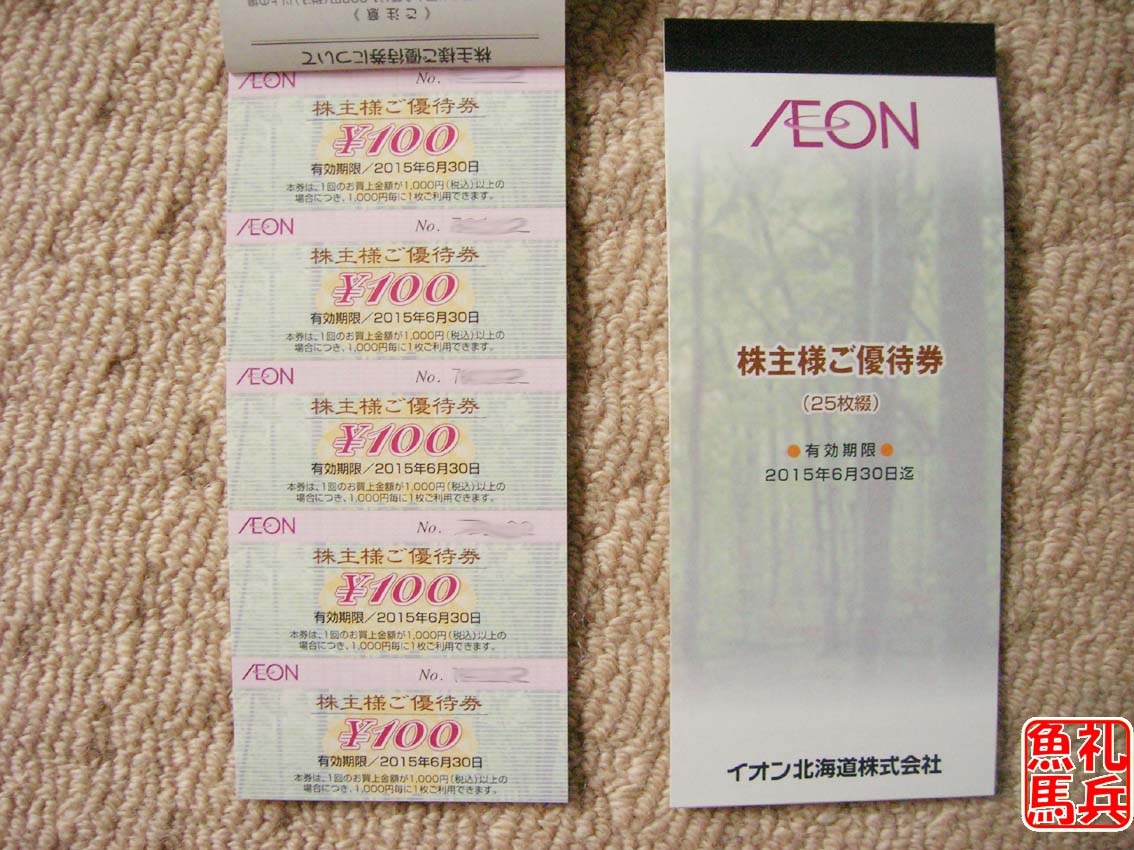 (ご注意)
株主様ご優待券について
ÆON No.
株主様ご優待券
¥100
有効期限/2015年6月30日
本券は、1回のお買上金額が1,000円(税込)以上の
場合につき、1,000円毎に1枚ご利用できます。
ÆON No.
株主様ご優待券
¥100
有効期限/2015年6月30日
本券は、1回のお買上金額が1,000円(税込)以上の
場合につき、1,000円毎に1枚ご利用できます。
ÆON No. 7
株主様ご優待券
¥100
有効期限/2015年6月30日
本券は、1回のお買上金額が1,000円(税込)以上の
場合につき、1,000円毎に1枚ご利用できます。
ÆON No.
株主様ご優待券
¥100
有効期限/2015年6月30日
本券は、1回のお買上金額が1,000円(税込)以上の
場合につき、1,000円毎に1枚ご利用できます。
ÆON No.
株主様ご優待券
¥100
有効期限/2015年6月30日
本券は、1回のお買上金額が1,000円(税込)以上の
場合につき、1,000円毎に1枚ご利用できます。
ÆON
株主様ご優待券
(25枚綴)
●有効期限●
2015年6月30日迄
イオン北海道株式会社
札兵
魚馬